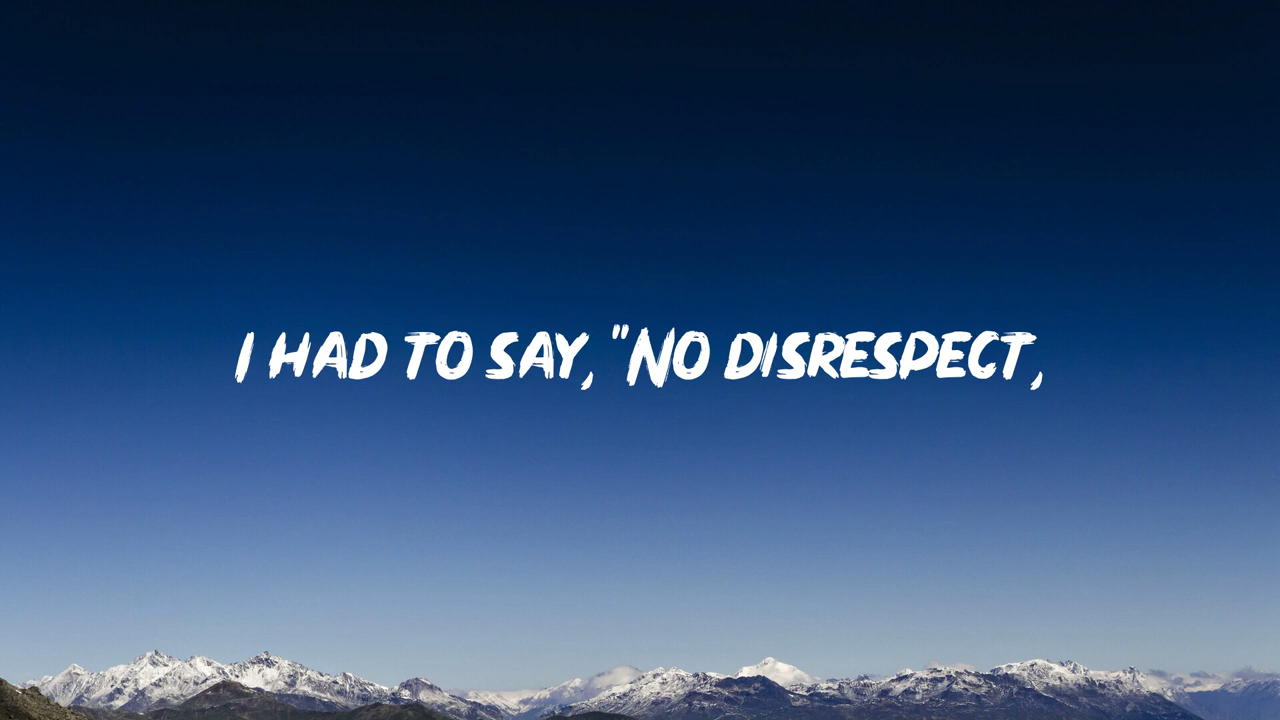 I HAD TO SAY, "NO DISRESPECT,